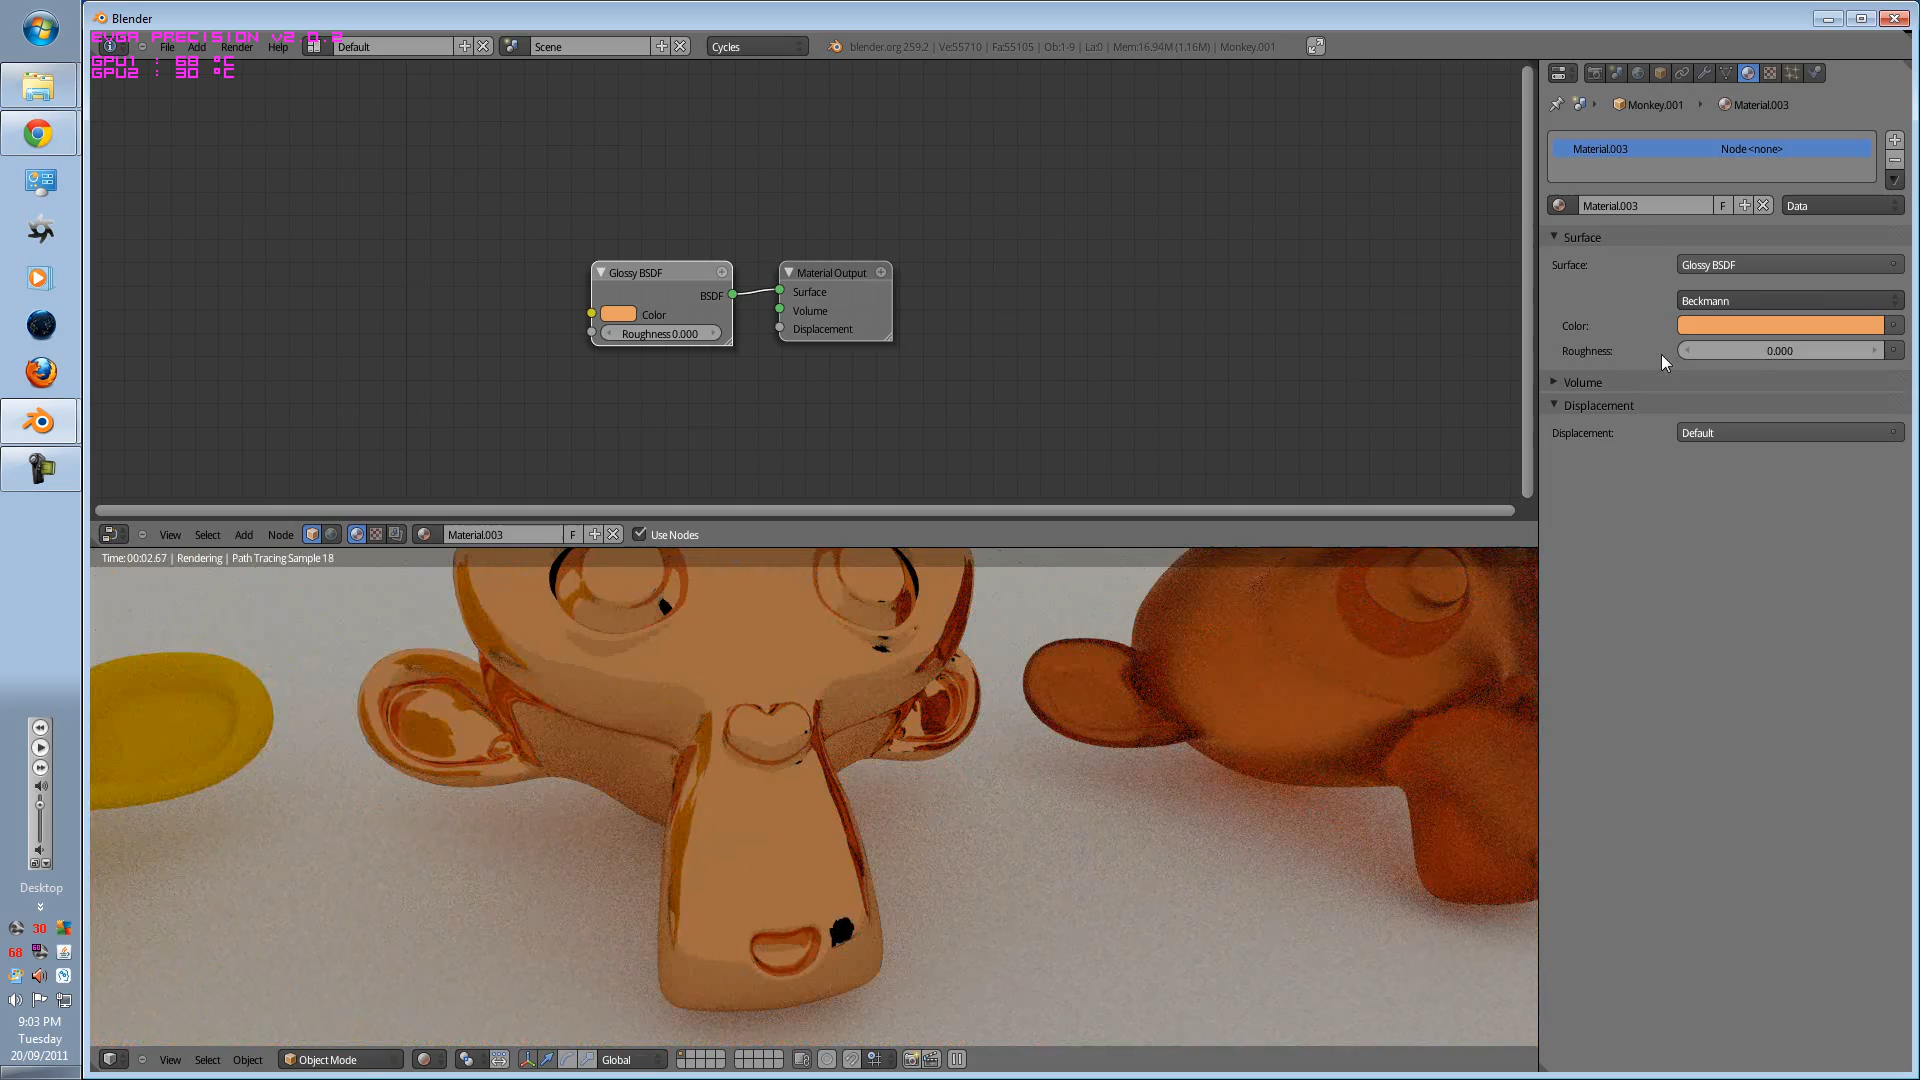 Blender
EVGA PRECISION v2 0.2
File Add Render Help Default Scene Cycles blender.org 259.2 | Ve:55710 | Fa:55105 | Ob:1-9 | La:0 | Mem:16.94M (1.16M) | Monkey.001
GPU1 : 68 °C
GPU2 : 30 °C
Monkey.001 Material.003
Material.003 Node <none>
Material.003 F Data
Surface
Surface: Glossy BSDF
Beckmann
Color:
Roughness: 0.000
Volume
Displacement
Displacement: Default
Glossy BSDF
BSDF
Color
Roughness 0.000
Material Output
Surface
Volume
Displacement
View Select Add Node Material.003 F Use Nodes
Time:00:02.67 | Rendering | Path Tracing Sample 18
View Select Object Object Mode Global
Desktop
30
68
9:03 PM
Tuesday
20/09/2011